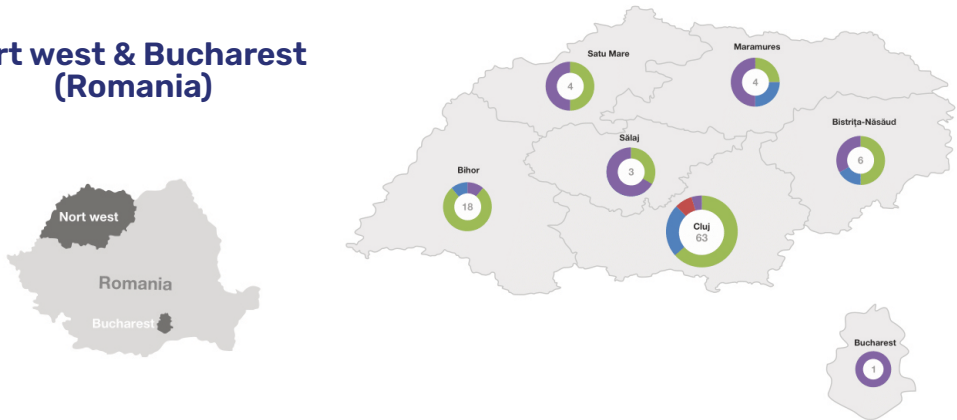 rt west & Bucharest
(Romania)
Nort west
Romania
Bucharest
Satu Mare
4
Maramures
4
Bistrița-Năsăud
6
Sălaj
3
Bihor
18
Cluj
63
Bucharest
1